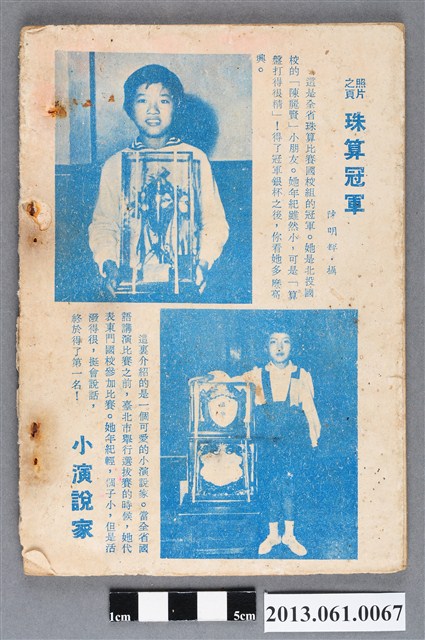 照片之頁
珠算冠軍
陸明輝．攝
這是全省珠算比賽國校組的冠軍。她是北投國
校的「陳麗賢」小朋友。她年紀雖然小，可是「算
盤打得很精」！得了冠軍銀杯之後，你看她多麼高
興。
這裏介紹的是一個可愛的小演說家。當全省國
語講演比賽之前，臺北市舉行選拔賽的時候，她代
表東門國校參加比賽。她年紀輕，個子小，但是活
潑得很，挺會說話，
終於得了第一名！
小演說家
1cm
5cm
2013.061.0067